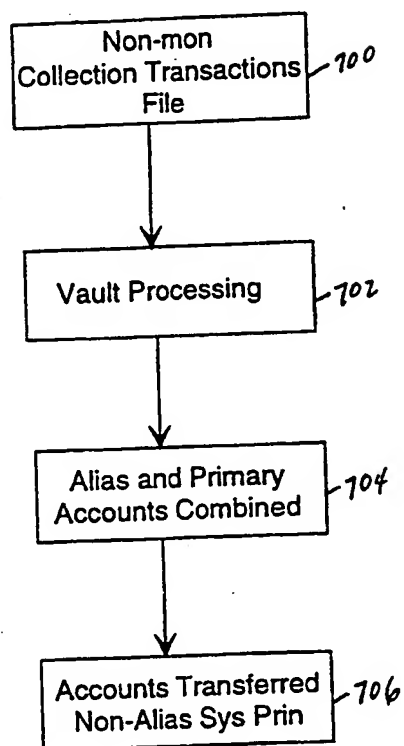 Non-mon
Collection Transactions
File
700
Vault Processing
702
Alias and Primary
Accounts Combined
704
Accounts Transferred
Non-Alias Sys Prin
706